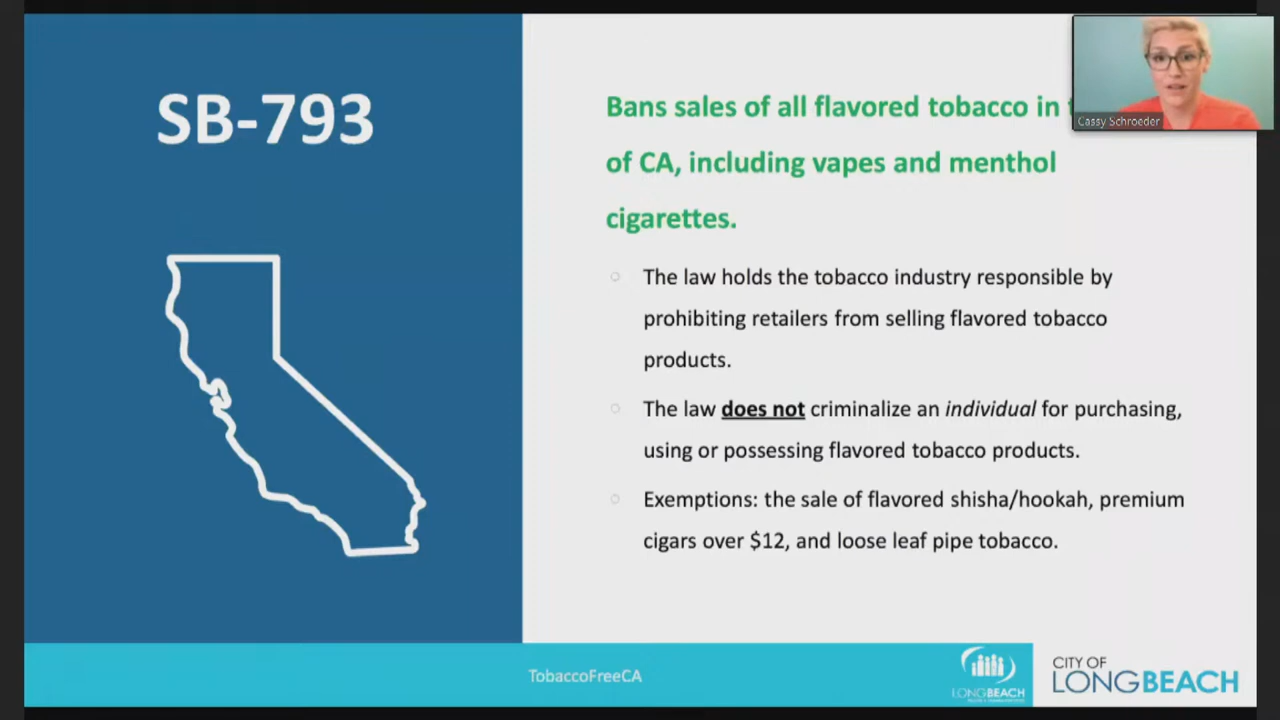 SB-793
Bans sales of all flavored tobacco in
of CA, including vapes and menthol
cigarettes.
The law holds the tobacco industry responsible by
prohibiting retailers from selling flavored tobacco
products.
The law does not criminalize an individual for purchasing,
using or possessing flavored tobacco products.
Exemptions: the sale of flavored shisha/hookah, premium
cigars over $12, and loose leaf pipe tobacco.
Cassy Schroeder
TobaccoFreeCA
LONGBEACH
CITY OF
LONGBEACH